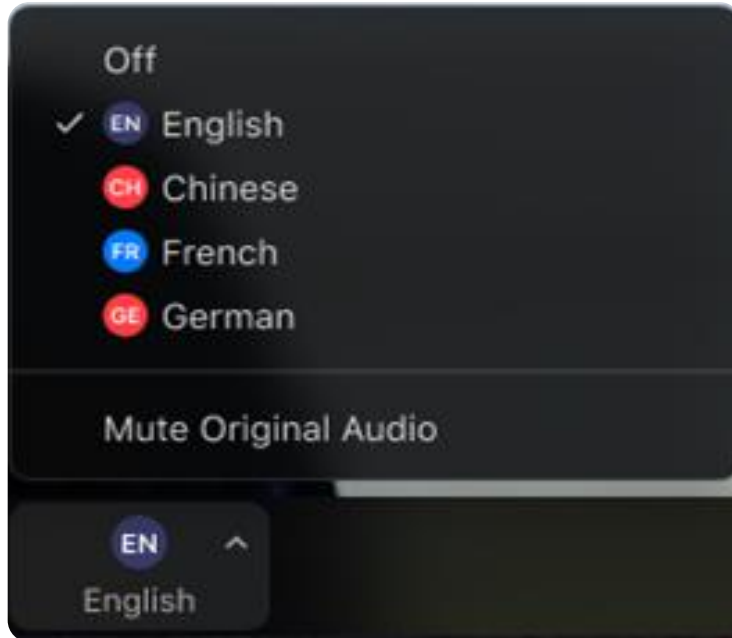 Off
EN English
CH Chinese
FR French
GE German
Mute Original Audio
EN
English